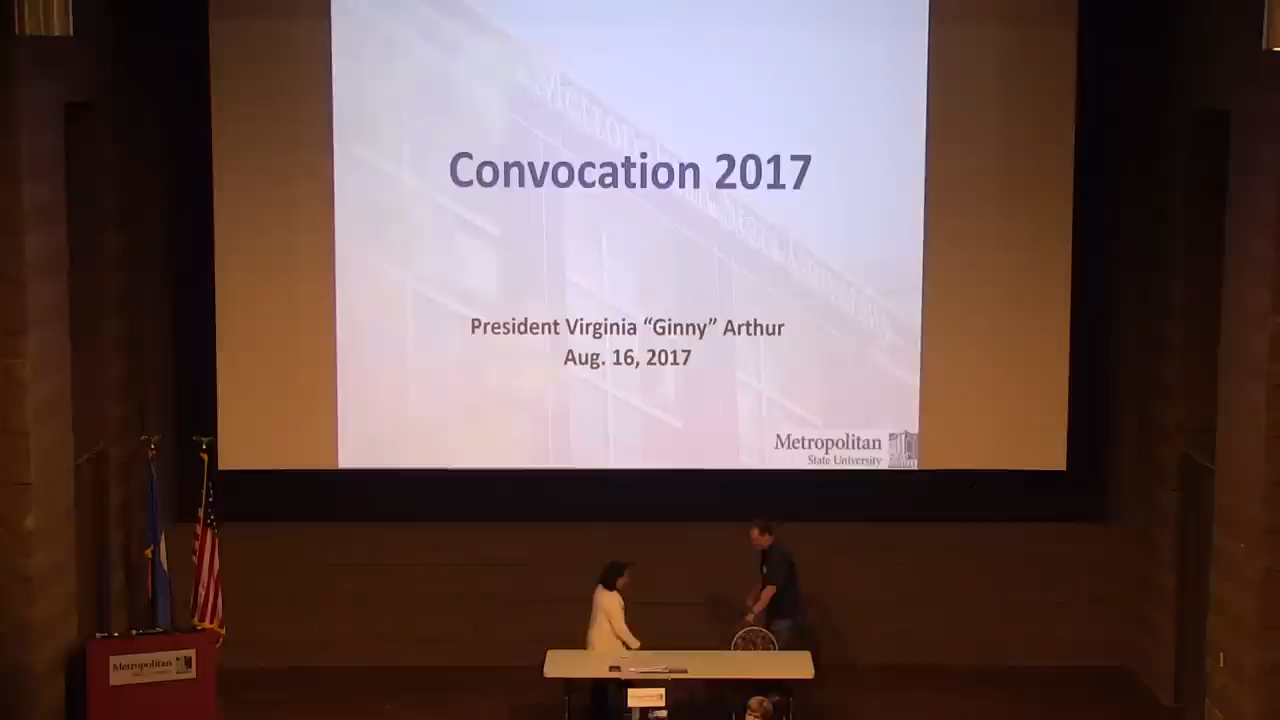 Convocation 2017
President Virginia “Ginny” Arthur
Aug. 16, 2017
Metropolitan
State University
Metropolitan